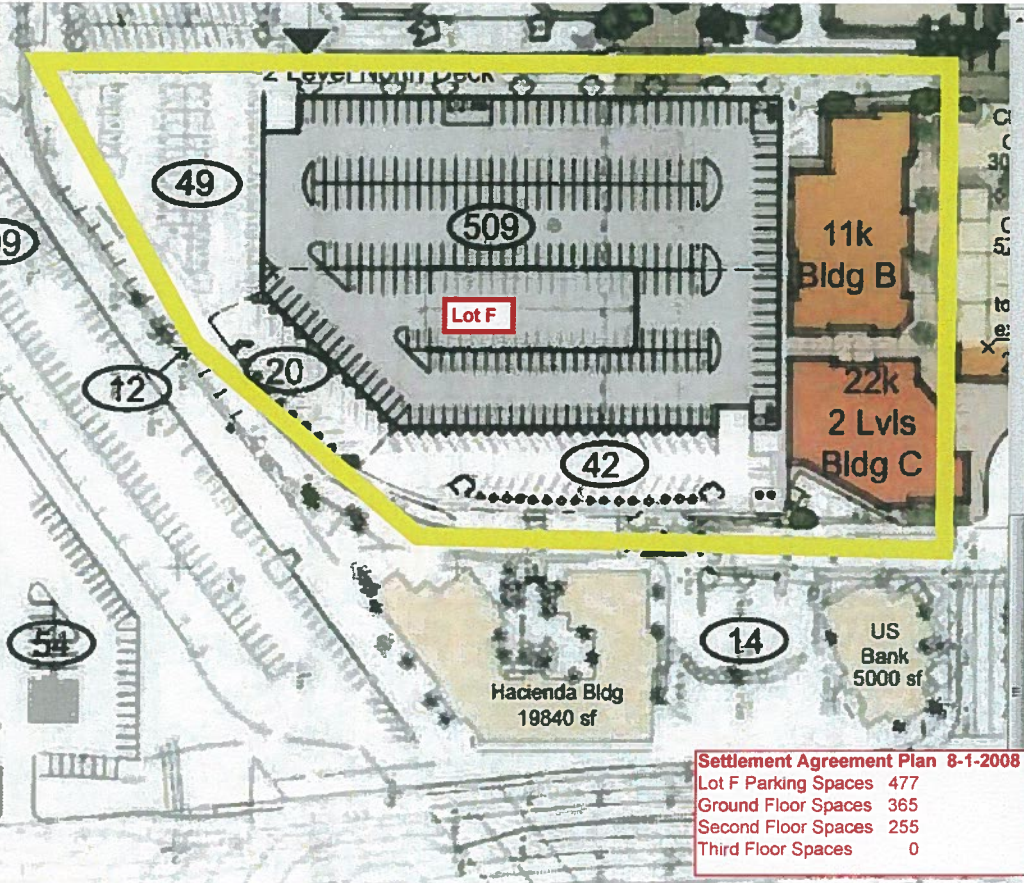 2 Level North Deck
49
509
11k
Bldg B
Lot F
12
20
22k
2 Lvls
Bldg C
42
54
14
Hacienda Bldg
19840 sf
US
Bank
5000 sf
Settlement Agreement Plan 8-1-2008
Lot F Parking Spaces 477
Ground Floor Spaces 365
Second Floor Spaces 255
Third Floor Spaces 0